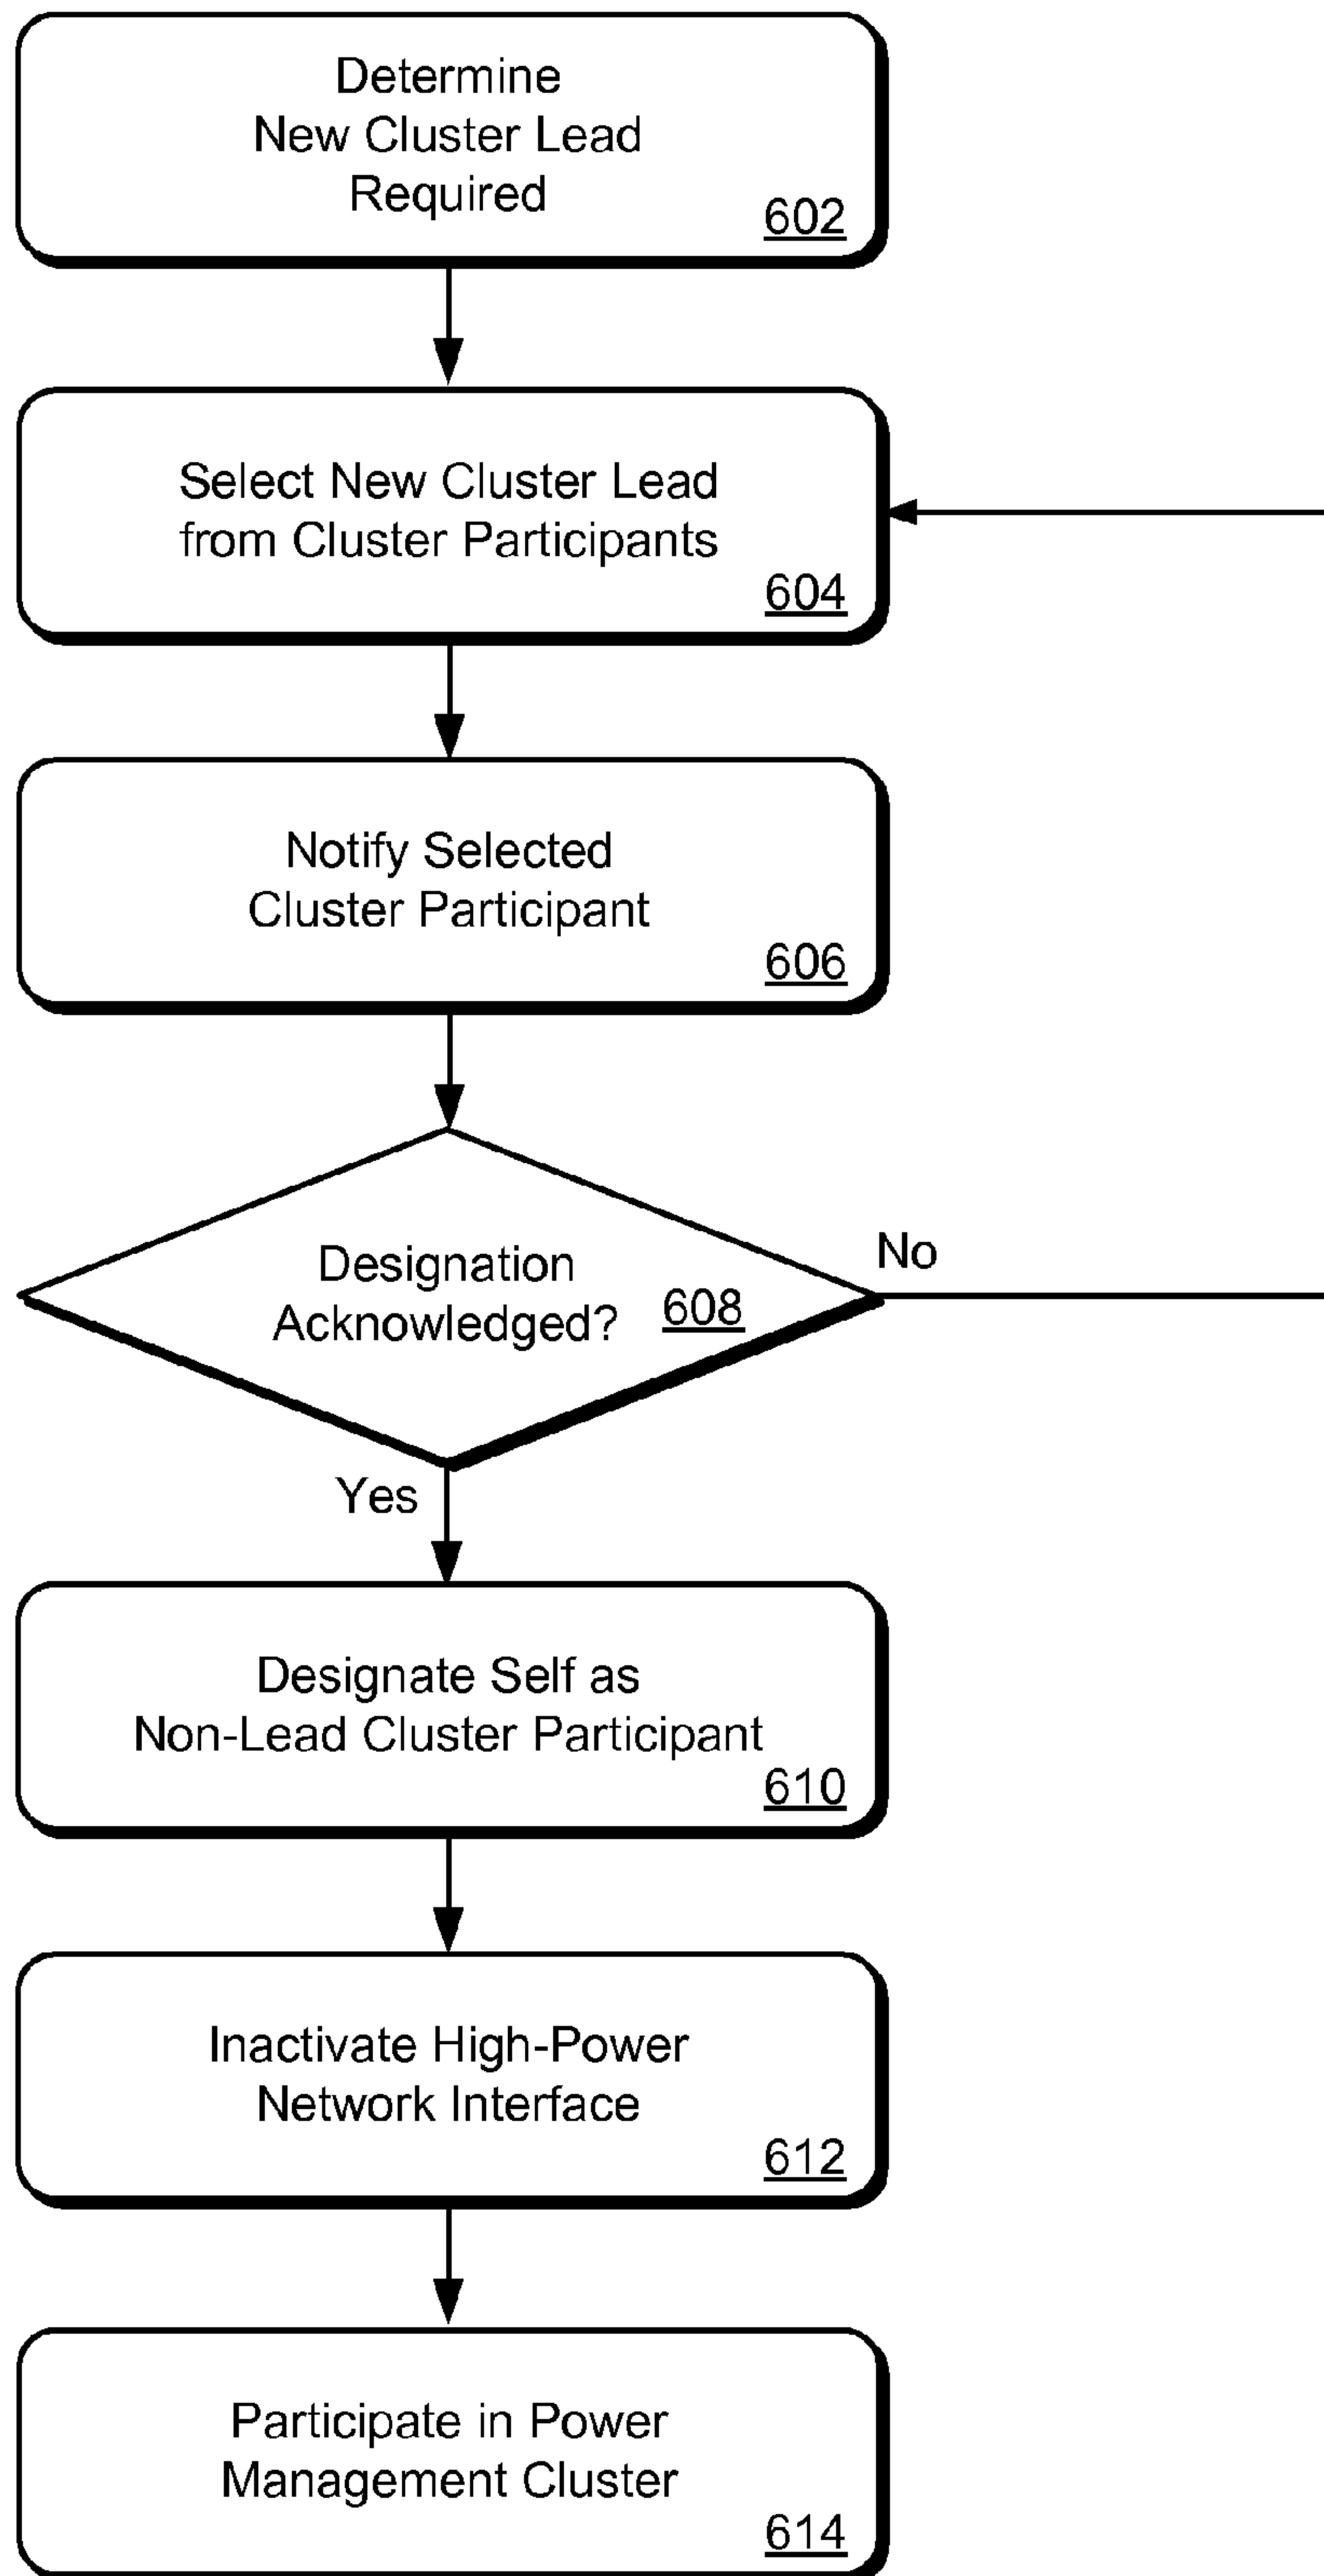 Determine
New Cluster Lead
Required
602
Select New Cluster Lead
from Cluster Participants
604
Notify Selected
Cluster Participant
606
Designation
Acknowledged?
608
No
Yes
Designate Self as
Non-Lead Cluster Participant
610
Inactivate High-Power
Network Interface
612
Participate in Power
Management Cluster
614